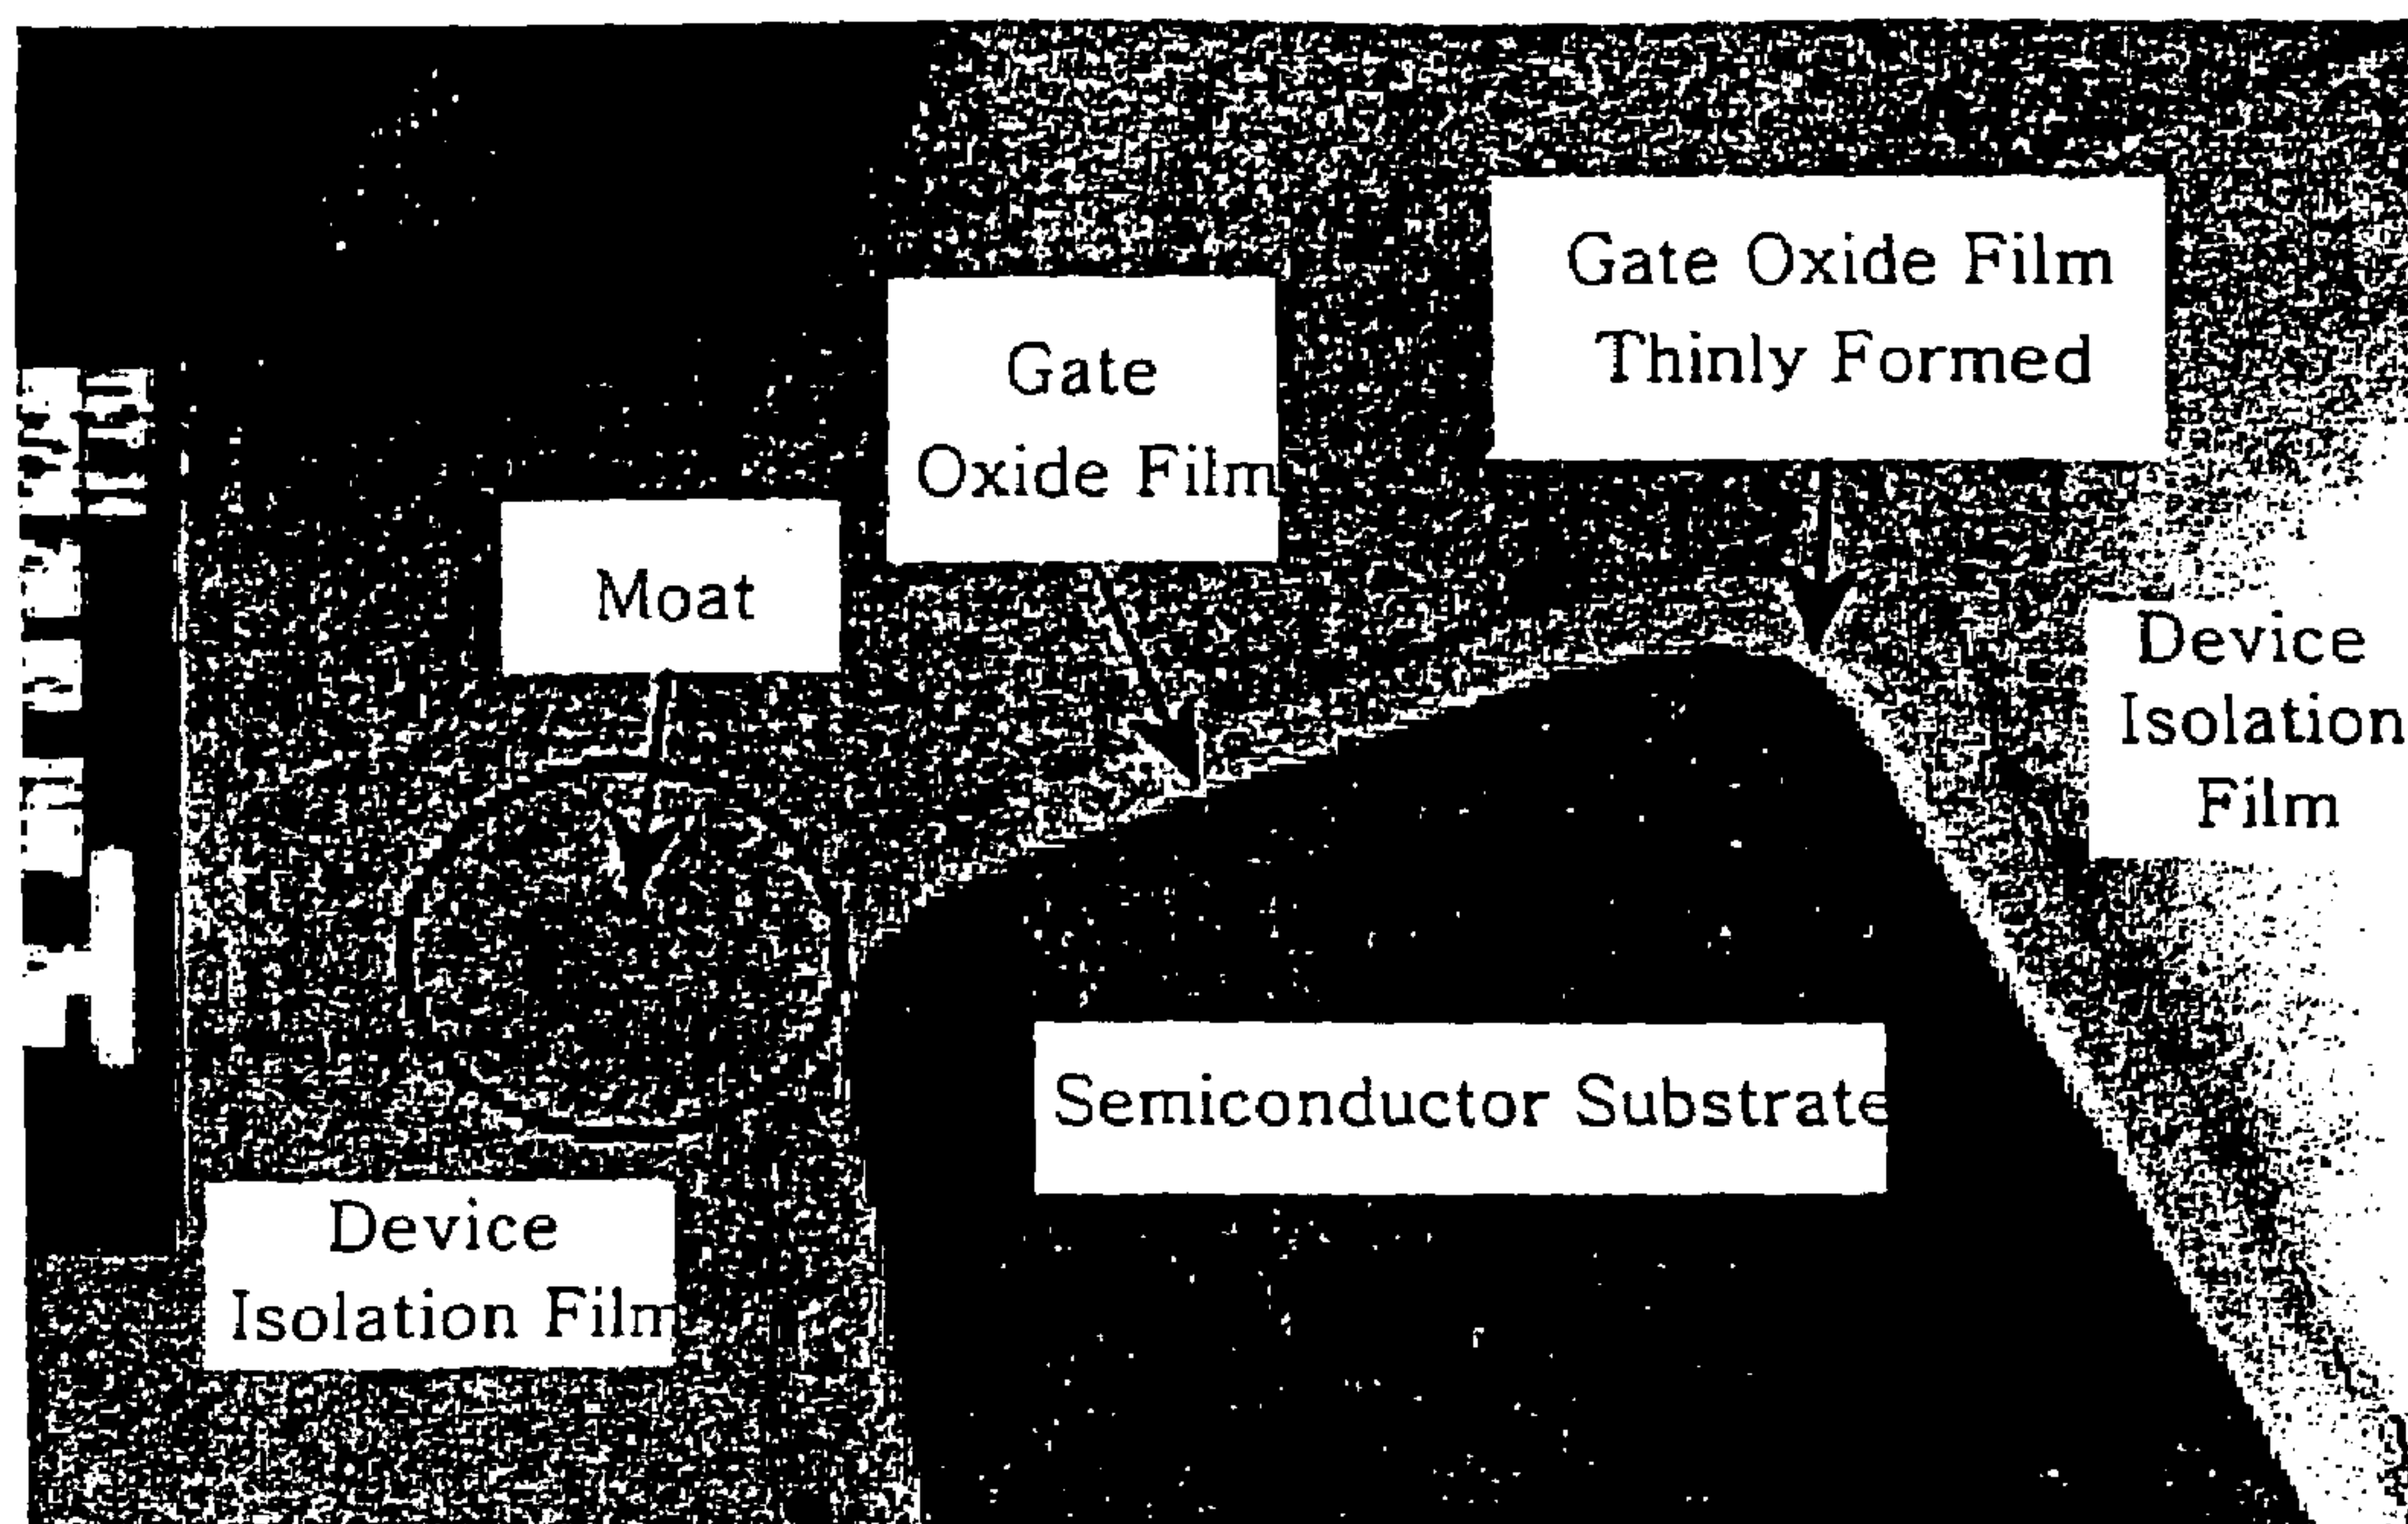 Gate Oxide Film
Thinly Formed
Gate
Oxide Film
Moat
Device
Isolation
Film
Semiconductor Substrate
Device
Isolation Film